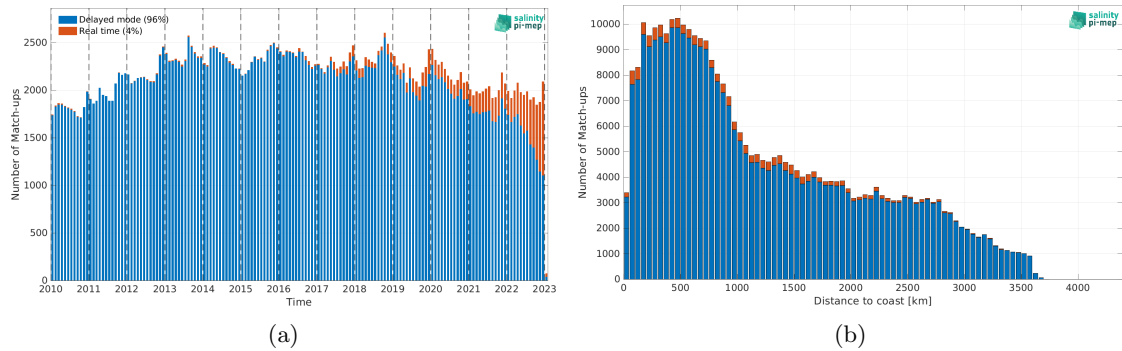 salinity
pi-mep
Delayed mode (96%)
Real time (4%)
Number of Match-ups
2500
2000
1500
1000
500
0
2010 2011 2012 2013 2014 2015 2016 2017 2018 2019 2020 2021 2022 2023
Time
(a)
salinity
pi-mep
Number of Match-ups
10000
9000
8000
7000
6000
5000
4000
3000
2000
1000
0
0 500 1000 1500 2000 2500 3000 3500 4000
Distance to coast [km]
(b)